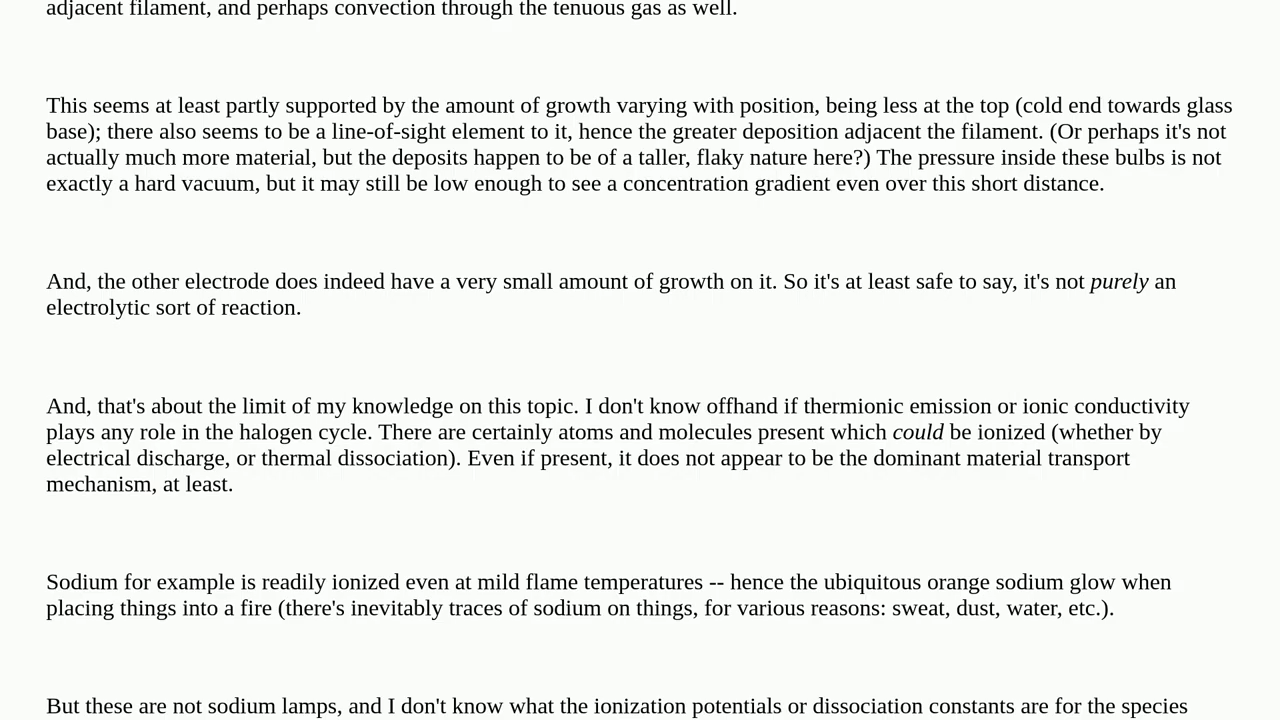 adjacent filament, and perhaps convection through the tenuous gas as well.
This seems at least partly supported by the amount of growth varying with position, being less at the top (cold end towards glass
base); there also seems to be a line-of-sight element to it, hence the greater deposition adjacent the filament. (Or perhaps it's not
actually much more material, but the deposits happen to be of a taller, flaky nature here?) The pressure inside these bulbs is not
exactly a hard vacuum, but it may still be low enough to see a concentration gradient even over this short distance.
And, the other electrode does indeed have a very small amount of growth on it. So it's at least safe to say, it's not purely an
electrolytic sort of reaction.
And, that's about the limit of my knowledge on this topic. I don't know offhand if thermionic emission or ionic conductivity
plays any role in the halogen cycle. There are certainly atoms and molecules present which could be ionized (whether by
electrical discharge, or thermal dissociation). Even if present, it does not appear to be the dominant material transport
mechanism, at least.
Sodium for example is readily ionized even at mild flame temperatures -- hence the ubiquitous orange sodium glow when
placing things into a fire (there's inevitably traces of sodium on things, for various reasons: sweat, dust, water, etc.).
But these are not sodium lamps, and I don't know what the ionization potentials or dissociation constants are for the species